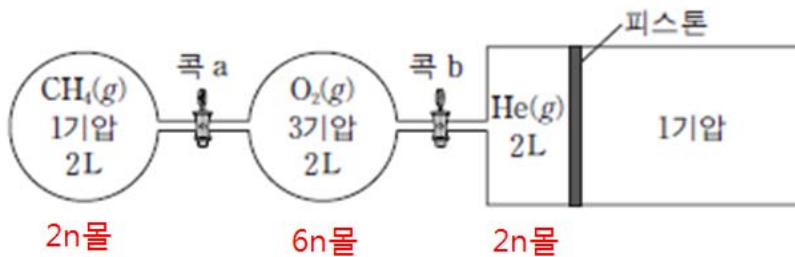 피스톤
콕 a
콕 b
CH₄(g)
1기압
2L
O₂(g)
3기압
2L
He(g)
2L
1기압
2n몰
6n몰
2n몰